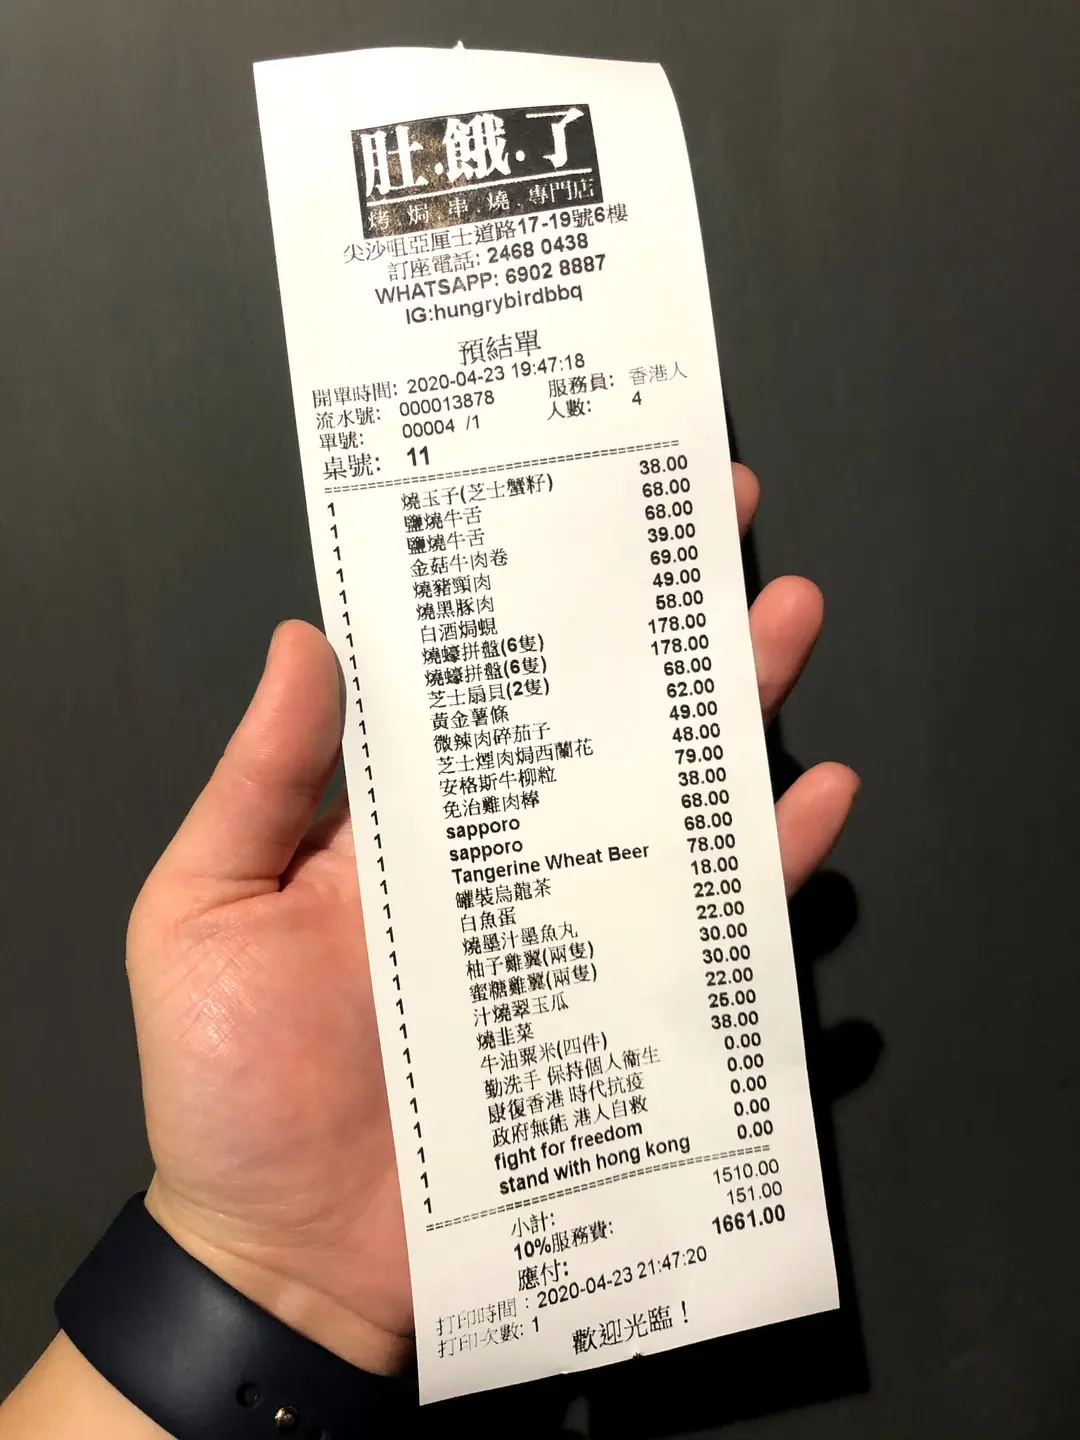 肚.餓.了
烤.焗.串.燒.專門店
尖沙咀亞厘士道路17-19號6樓
訂座電話: 2468 0438
WHATSAPP: 6902 8887
IG:hungrybirdbbq
預結單
開單時間: 2020-04-23 19:47:18
流水號: 000013878 服務員: 香港人
單號: 00004 /1 人數: 4
桌號: 11
1 燒玉子(芝士蟹籽) 38.00
1 鹽燒牛舌 68.00
1 鹽燒牛舌 68.00
1 金菇牛肉卷 39.00
1 燒豬頸肉 69.00
1 燒黑豚肉 49.00
1 白酒焗蜆 58.00
1 燒蠔拼盤(6隻) 178.00
1 燒蠔拼盤(6隻) 178.00
1 芝士扇貝(2隻) 68.00
1 黃金薯條 62.00
1 微辣肉碎茄子 49.00
1 芝士煙肉焗西蘭花 48.00
1 安格斯牛柳粒 79.00
1 免治雞肉棒 38.00
1 sapporo 68.00
1 sapporo 68.00
1 Tangerine Wheat Beer 78.00
1 罐裝烏龍茶 18.00
1 白魚蛋 22.00
1 燒墨汁墨魚丸 22.00
1 柚子雞翼(兩隻) 30.00
1 蜜糖雞翼(兩隻) 30.00
1 汁燒翠玉瓜 22.00
1 燒韭菜 25.00
1 牛油粟米(四件) 38.00
1 勤洗手 保持個人衞生 0.00
1 康復香港 時代抗疫 0.00
1 政府無能 港人自救 0.00
1 fight for freedom 0.00
1 stand with hong kong 0.00
小計: 1510.00
10%服務費: 151.00
應付: 1661.00
打印時間 : 2020-04-23 21:47:20
打印次數: 1
歡迎光臨！